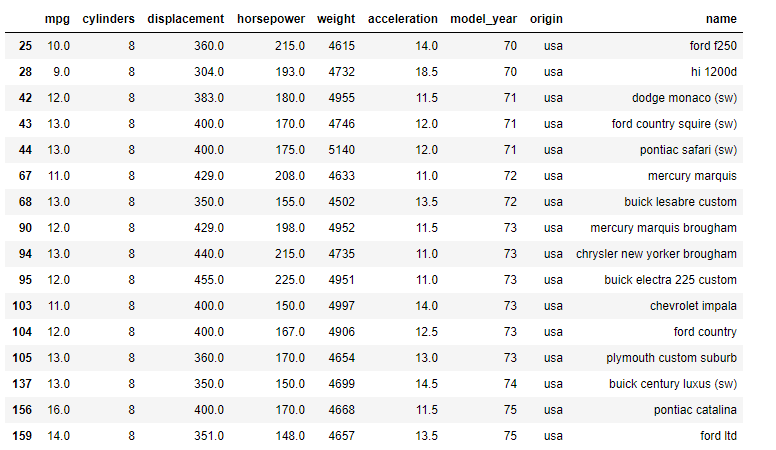 mpg cylinders displacement horsepower weight acceleration model_year origin name
25 10.0 8 360.0 215.0 4615 14.0 70 usa ford f250
28 9.0 8 304.0 193.0 4732 18.5 70 usa hi 1200d
42 12.0 8 383.0 180.0 4955 11.5 71 usa dodge monaco (sw)
43 13.0 8 400.0 170.0 4746 12.0 71 usa ford country squire (sw)
44 13.0 8 400.0 175.0 5140 12.0 71 usa pontiac safari (sw)
67 11.0 8 429.0 208.0 4633 11.0 72 usa mercury marquis
68 13.0 8 350.0 155.0 4502 13.5 72 usa buick lesabre custom
90 12.0 8 429.0 198.0 4952 11.5 73 usa mercury marquis brougham
94 13.0 8 440.0 215.0 4735 11.0 73 usa chrysler new yorker brougham
95 12.0 8 455.0 225.0 4951 11.0 73 usa buick electra 225 custom
103 11.0 8 400.0 150.0 4997 14.0 73 usa chevrolet impala
104 12.0 8 400.0 167.0 4906 12.5 73 usa ford country
105 13.0 8 360.0 170.0 4654 13.0 73 usa plymouth custom suburb
137 13.0 8 350.0 150.0 4699 14.5 74 usa buick century luxus (sw)
156 16.0 8 400.0 170.0 4668 11.5 75 usa pontiac catalina
159 14.0 8 351.0 148.0 4657 13.5 75 usa ford ltd